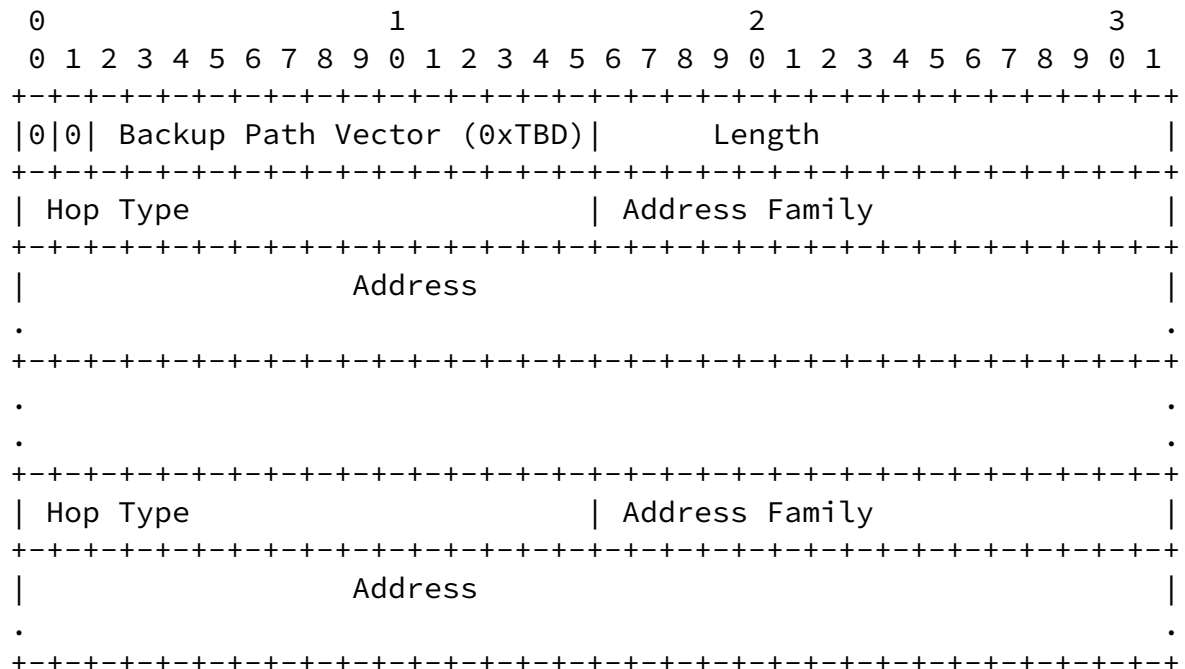 0                   1                   2                   3
 0 1 2 3 4 5 6 7 8 9 0 1 2 3 4 5 6 7 8 9 0 1 2 3 4 5 6 7 8 9 0 1
+-+-+-+-+-+-+-+-+-+-+-+-+-+-+-+-+-+-+-+-+-+-+-+-+-+-+-+-+-+-+-+-+
|0|0| Backup Path Vector (0xTBD)|      Length                   |
+-+-+-+-+-+-+-+-+-+-+-+-+-+-+-+-+-+-+-+-+-+-+-+-+-+-+-+-+-+-+-+-+
| Hop Type                      | Address Family                |
+-+-+-+-+-+-+-+-+-+-+-+-+-+-+-+-+-+-+-+-+-+-+-+-+-+-+-+-+-+-+-+-+
|                  Address                                      |
.                                                               .
+-+-+-+-+-+-+-+-+-+-+-+-+-+-+-+-+-+-+-+-+-+-+-+-+-+-+-+-+-+-+-+-+
.                                                               .
.                                                               .
+-+-+-+-+-+-+-+-+-+-+-+-+-+-+-+-+-+-+-+-+-+-+-+-+-+-+-+-+-+-+-+-+
| Hop Type                      | Address Family                |
+-+-+-+-+-+-+-+-+-+-+-+-+-+-+-+-+-+-+-+-+-+-+-+-+-+-+-+-+-+-+-+-+
|                  Address                                      |
.                                                               .
+-+-+-+-+-+-+-+-+-+-+-+-+-+-+-+-+-+-+-+-+-+-+-+-+-+-+-+-+-+-+-+-+